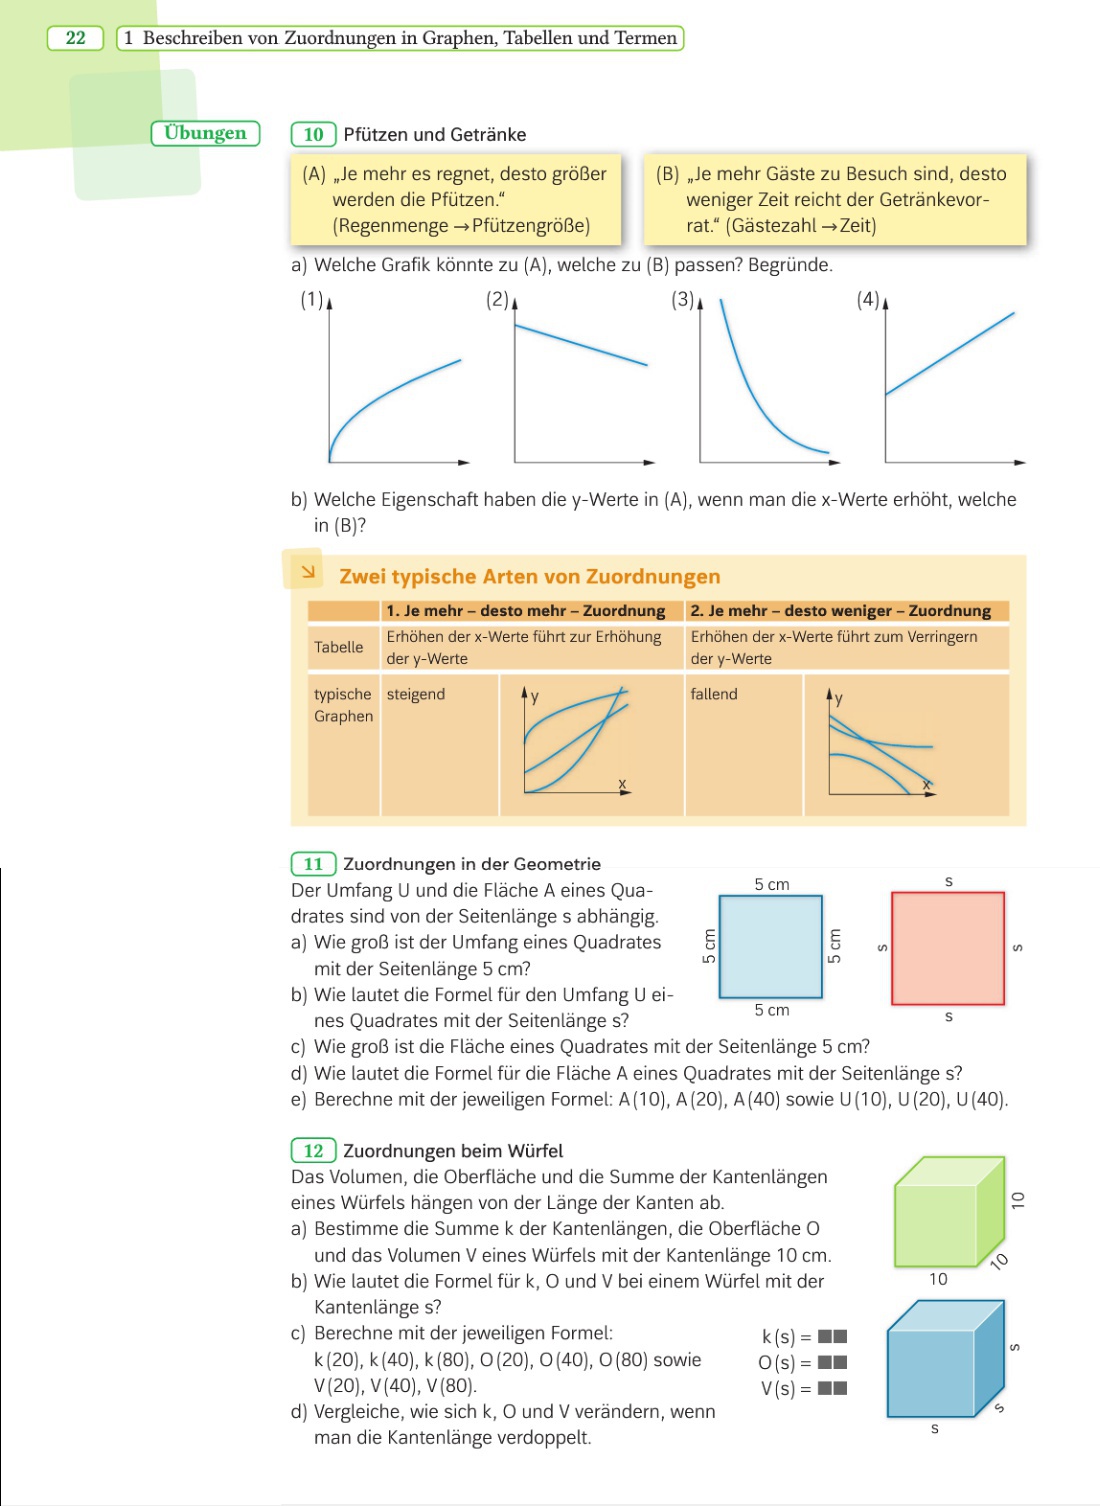 22
1 Beschreiben von Zuordnungen in Graphen, Tabellen und Termen
Übungen
10 Pfützen und Getränke
(A) „Je mehr es regnet, desto größer
werden die Pfützen.“
(Regenmenge → Pfützengröße)
(B) „Je mehr Gäste zu Besuch sind, desto
weniger Zeit reicht der Getränkevor-
rat.“ (Gästezahl → Zeit)
a) Welche Grafik könnte zu (A), welche zu (B) passen? Begründe.
(1) (2) (3) (4)
b) Welche Eigenschaft haben die y-Werte in (A), wenn man die x-Werte erhöht, welche
in (B)?
Zwei typische Arten von Zuordnungen
1. Je mehr – desto mehr – Zuordnung
2. Je mehr – desto weniger – Zuordnung
Tabelle
Erhöhen der x-Werte führt zur Erhöhung
der y-Werte
Erhöhen der x-Werte führt zum Verringern
der y-Werte
typische
Graphen
steigend
y
x
fallend
y
x
11 Zuordnungen in der Geometrie
Der Umfang U und die Fläche A eines Qua-
drates sind von der Seitenlänge s abhängig.
a) Wie groß ist der Umfang eines Quadrates
mit der Seitenlänge 5 cm?
b) Wie lautet die Formel für den Umfang U ei-
nes Quadrates mit der Seitenlänge s?
5 cm
5 cm
5 cm
5 cm
s
s
s
s
c) Wie groß ist die Fläche eines Quadrates mit der Seitenlänge 5 cm?
d) Wie lautet die Formel für die Fläche A eines Quadrates mit der Seitenlänge s?
e) Berechne mit der jeweiligen Formel: A (10), A (20), A (40) sowie U (10), U (20), U (40).
12 Zuordnungen beim Würfel
Das Volumen, die Oberfläche und die Summe der Kantenlängen
eines Würfels hängen von der Länge der Kanten ab.
a) Bestimme die Summe k der Kantenlängen, die Oberfläche O
und das Volumen V eines Würfels mit der Kantenlänge 10 cm.
b) Wie lautet die Formel für k, O und V bei einem Würfel mit der
Kantenlänge s?
10
10
10
c) Berechne mit der jeweiligen Formel:
k (20), k (40), k (80), O (20), O (40), O (80) sowie
V (20), V (40), V (80).
k (s) = ■■
O (s) = ■■
V (s) = ■■
s
s
s
d) Vergleiche, wie sich k, O und V verändern, wenn
man die Kantenlänge verdoppelt.